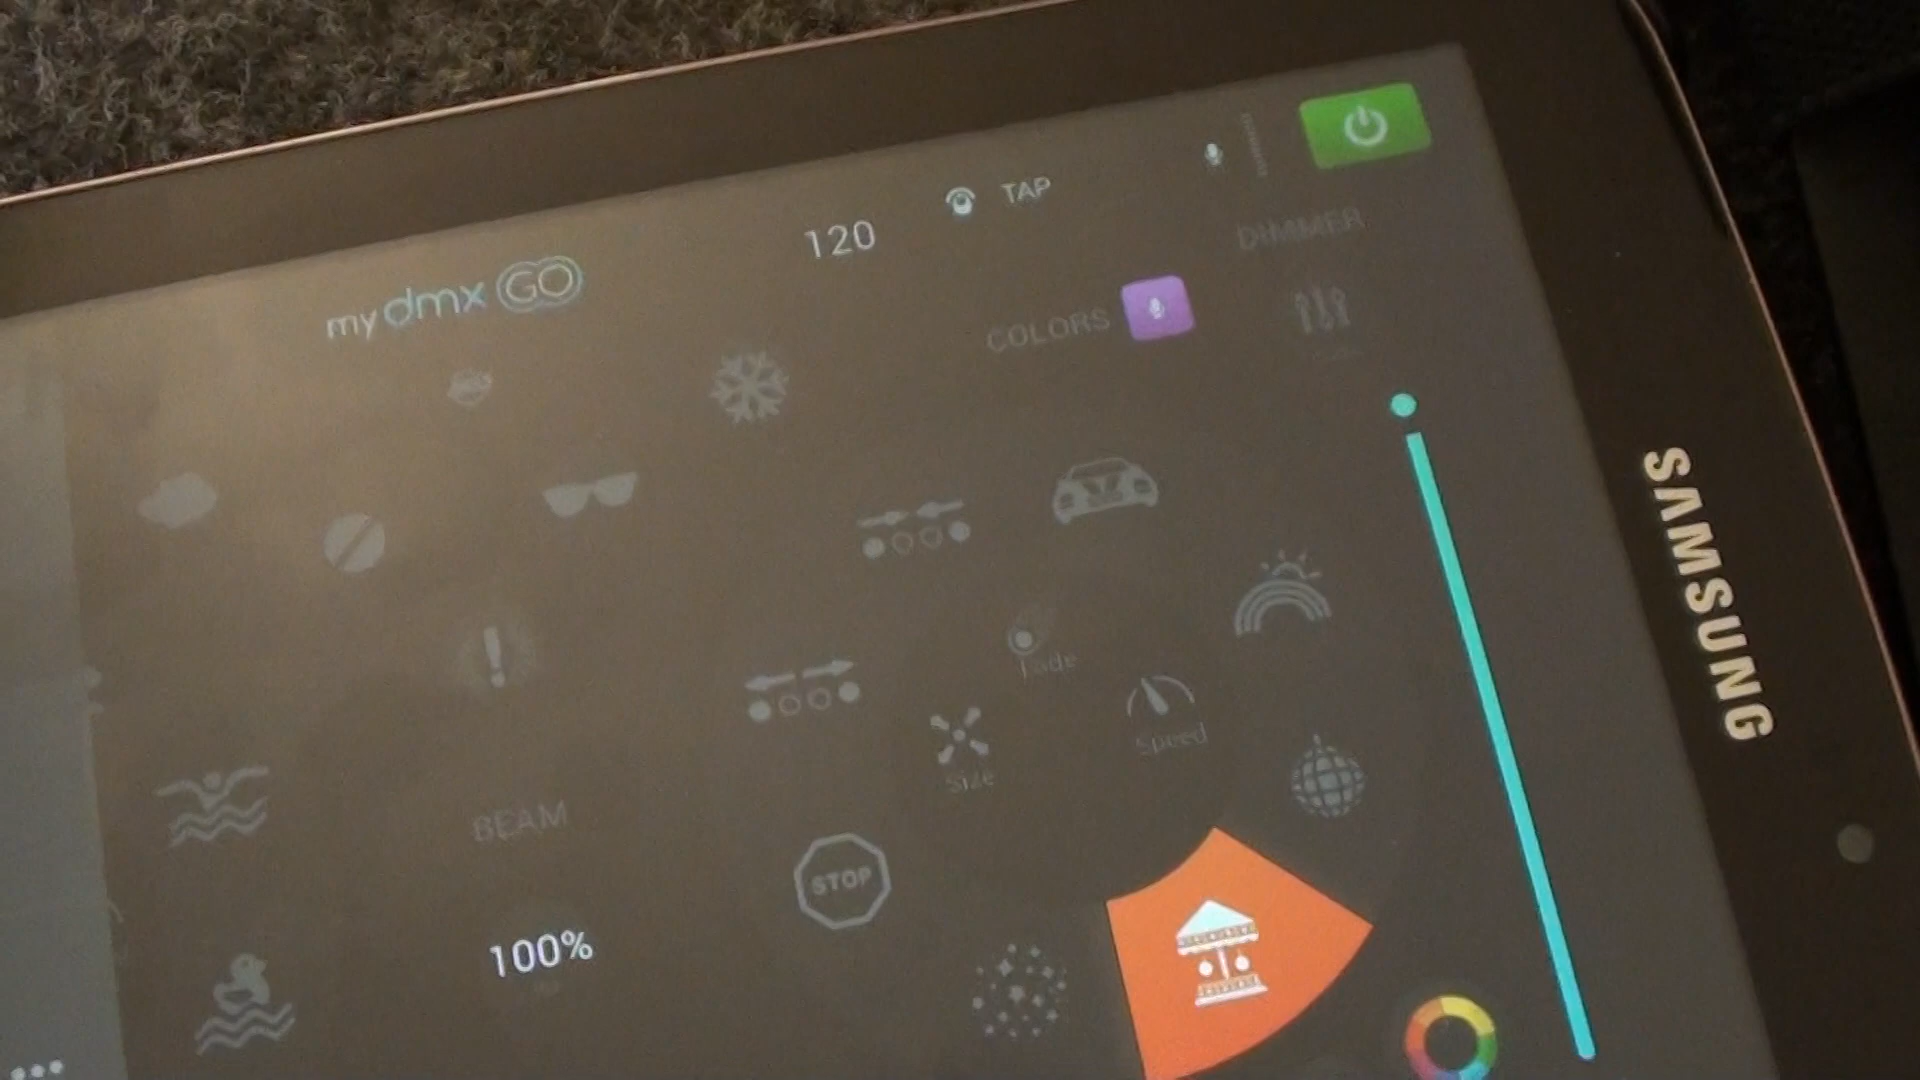 TAP
120
DIMMER
my dmx GO
COLORS
SAMSUNG
Fade
Speed
Size
BEAM
STOP
100%